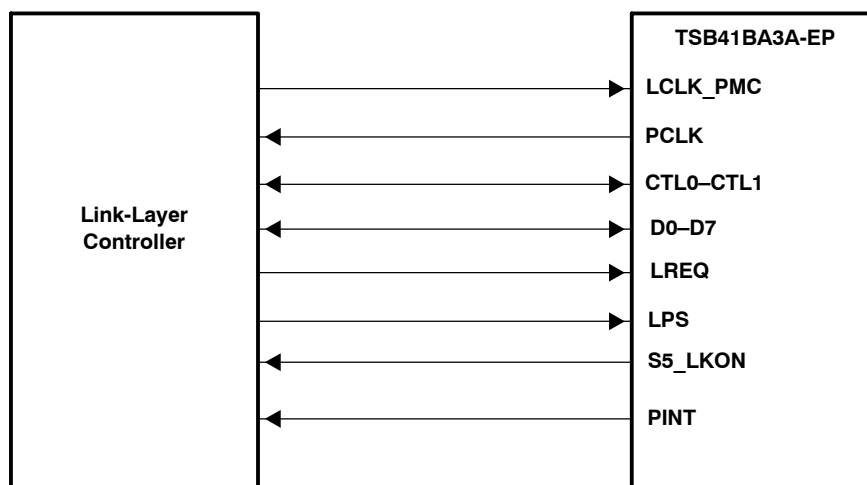 TSB41BA3A-EP
LCLK_PMC
PCLK
CTL0–CTL1
Link-Layer
Controller
D0–D7
LREQ
LPS
S5_LKON
PINT